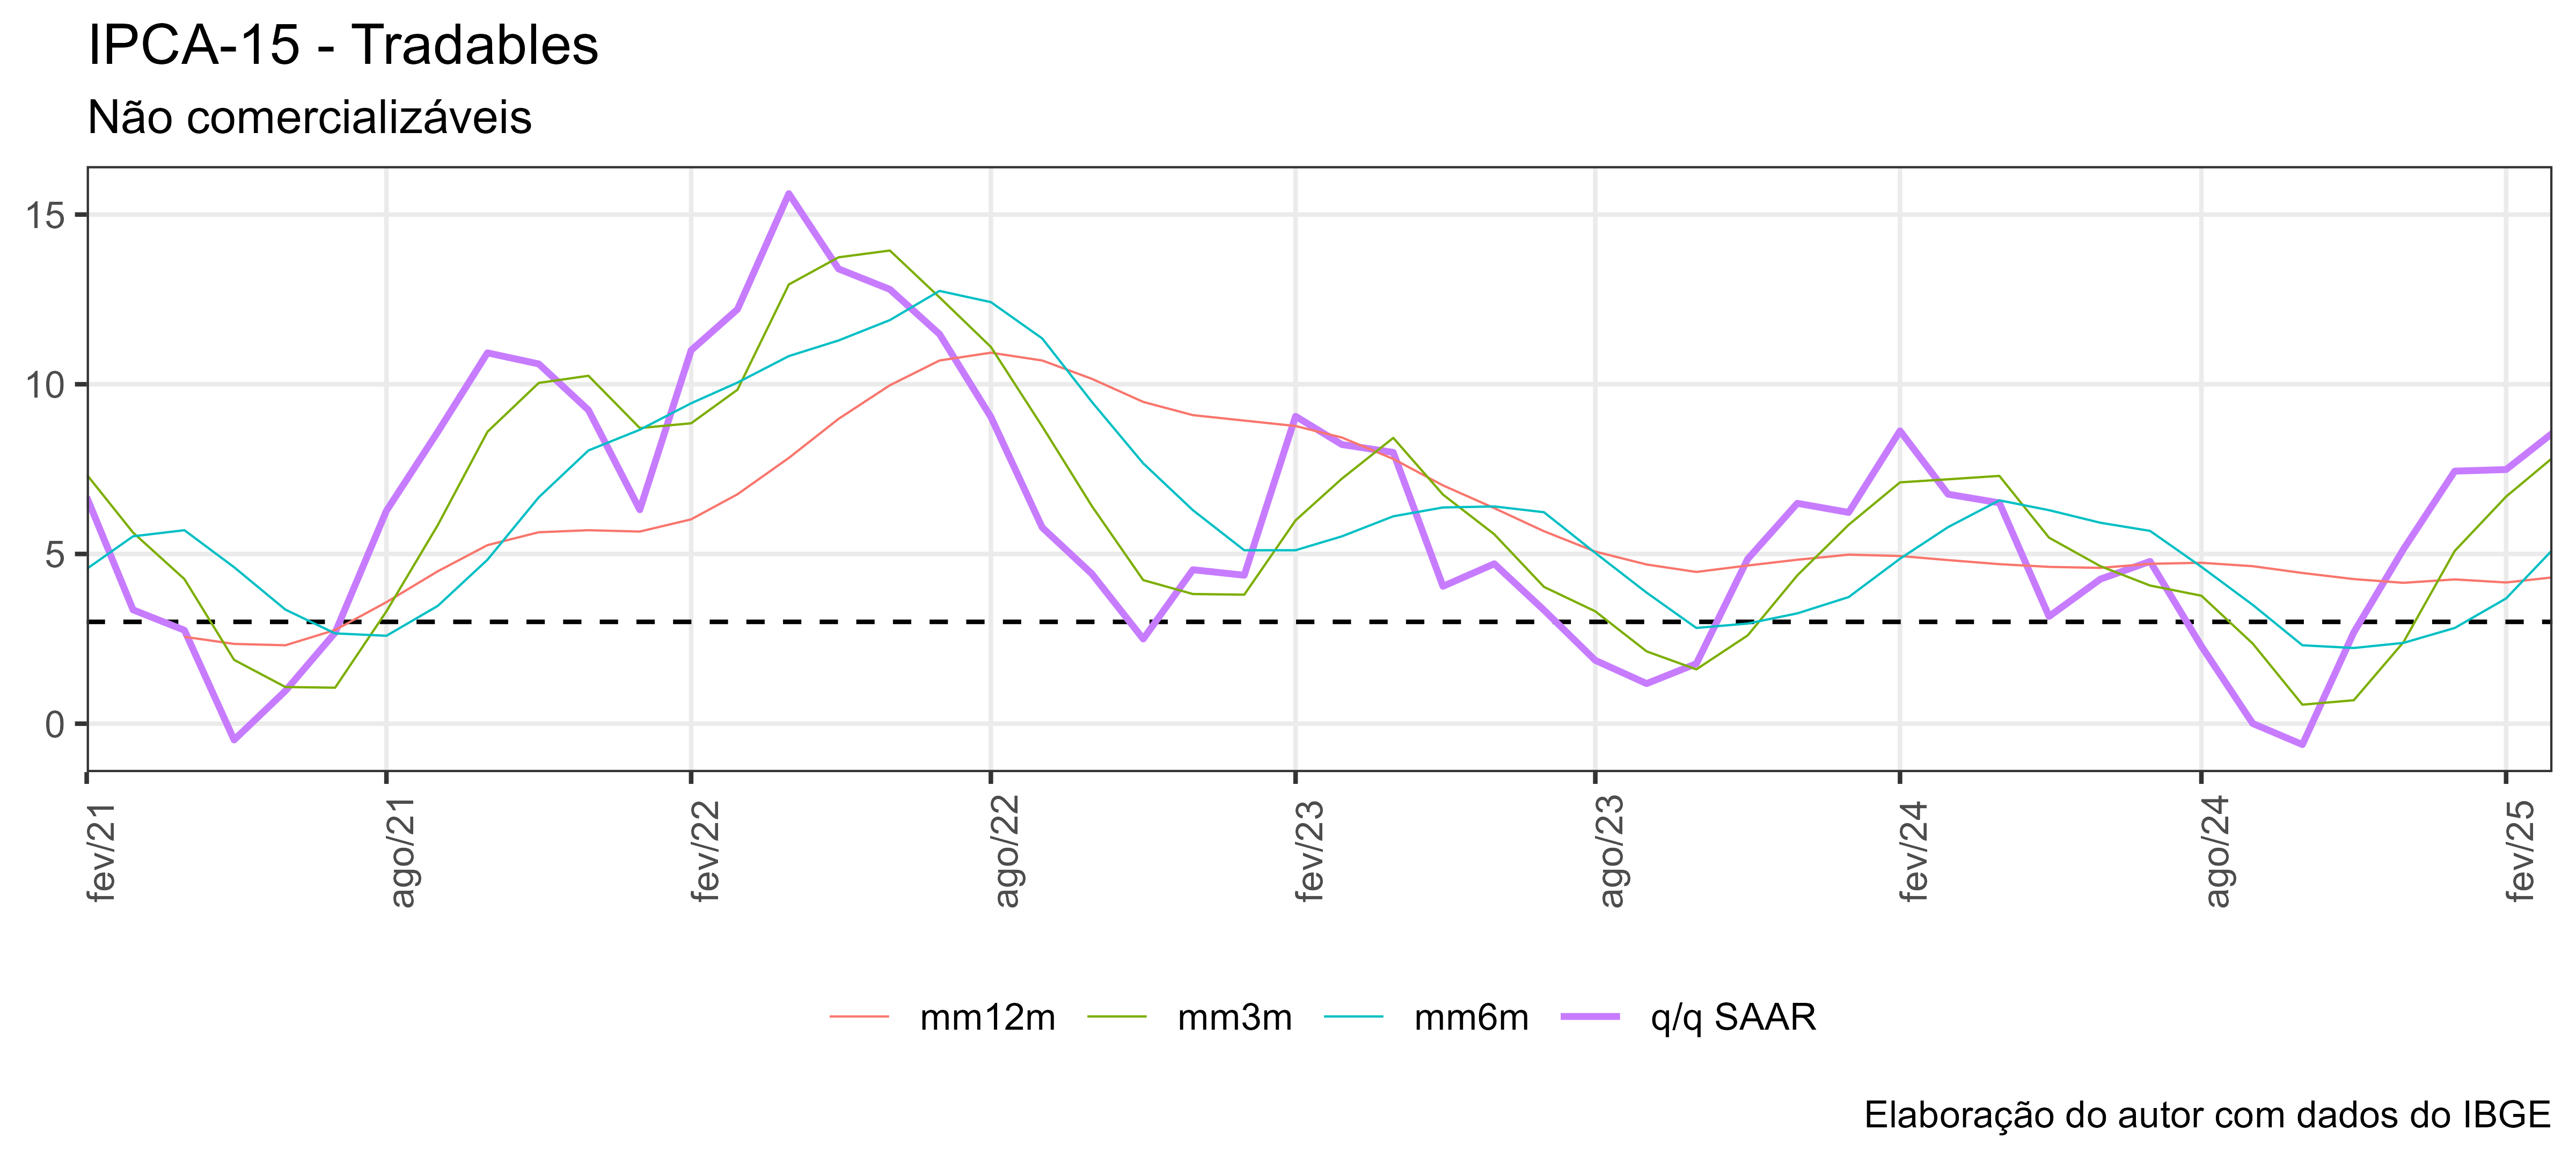 IPCA-15 - Tradables
Não comercializáveis
15
10
5
0
fev/21
ago/21
fev/22
ago/22
fev/23
ago/23
fev/24
ago/24
fev/25
mm12m
mm3m
mm6m
q/q SAAR
Elaboração do autor com dados do IBGE